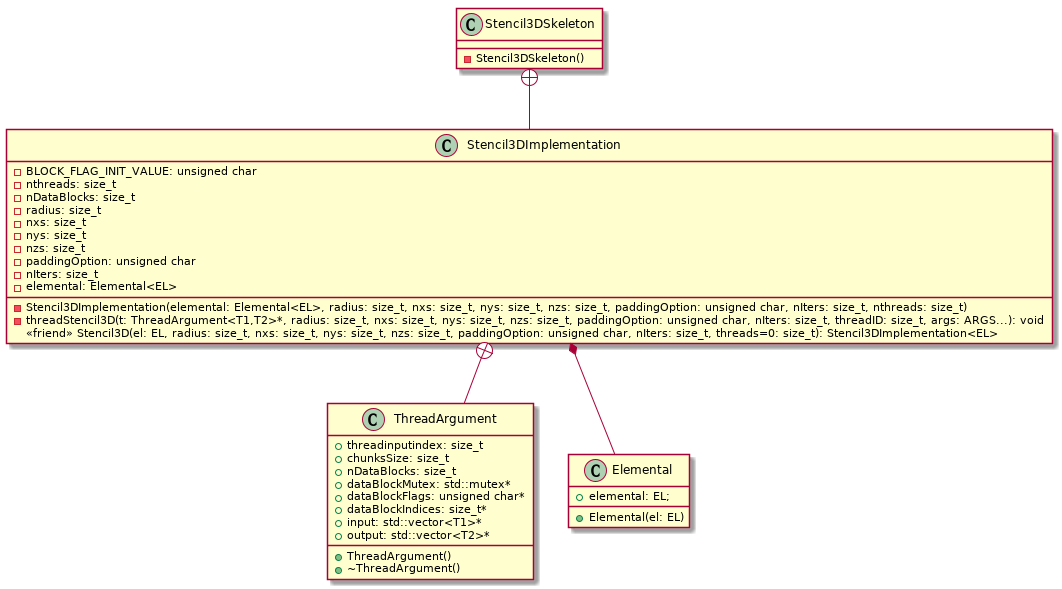 C Stencil3DSkeleton
Stencil3DSkeleton()
C Stencil3DImplementation
BLOCK_FLAG_INIT_VALUE: unsigned char
nthreads: size_t
nDataBlocks: size_t
radius: size_t
nxs: size_t
nys: size_t
nzs: size_t
paddingOption: unsigned char
nIters: size_t
elemental: Elemental<EL>
Stencil3DImplementation(elemental: Elemental<EL>, radius: size_t, nxs: size_t, nys: size_t, nzs: size_t, paddingOption: unsigned char, nIters: size_t, nthreads: size_t)
threadStencil3D(t: ThreadArgument<T1,T2>*, radius: size_t, nxs: size_t, nys: size_t, nzs: size_t, paddingOption: unsigned char, nIters: size_t, threadID: size_t, args: ARGS...): void
«friend» Stencil3D(el: EL, radius: size_t, nxs: size_t, nys: size_t, nzs: size_t, paddingOption: unsigned char, nIters: size_t, threads=0: size_t): Stencil3DImplementation<EL>
C ThreadArgument
threadinputindex: size_t
chunksSize: size_t
nDataBlocks: size_t
dataBlockMutex: std::mutex*
dataBlockFlags: unsigned char*
dataBlockIndices: size_t*
input: std::vector<T1>*
output: std::vector<T2>*
ThreadArgument()
~ThreadArgument()
C Elemental
elemental: EL;
Elemental(el: EL)